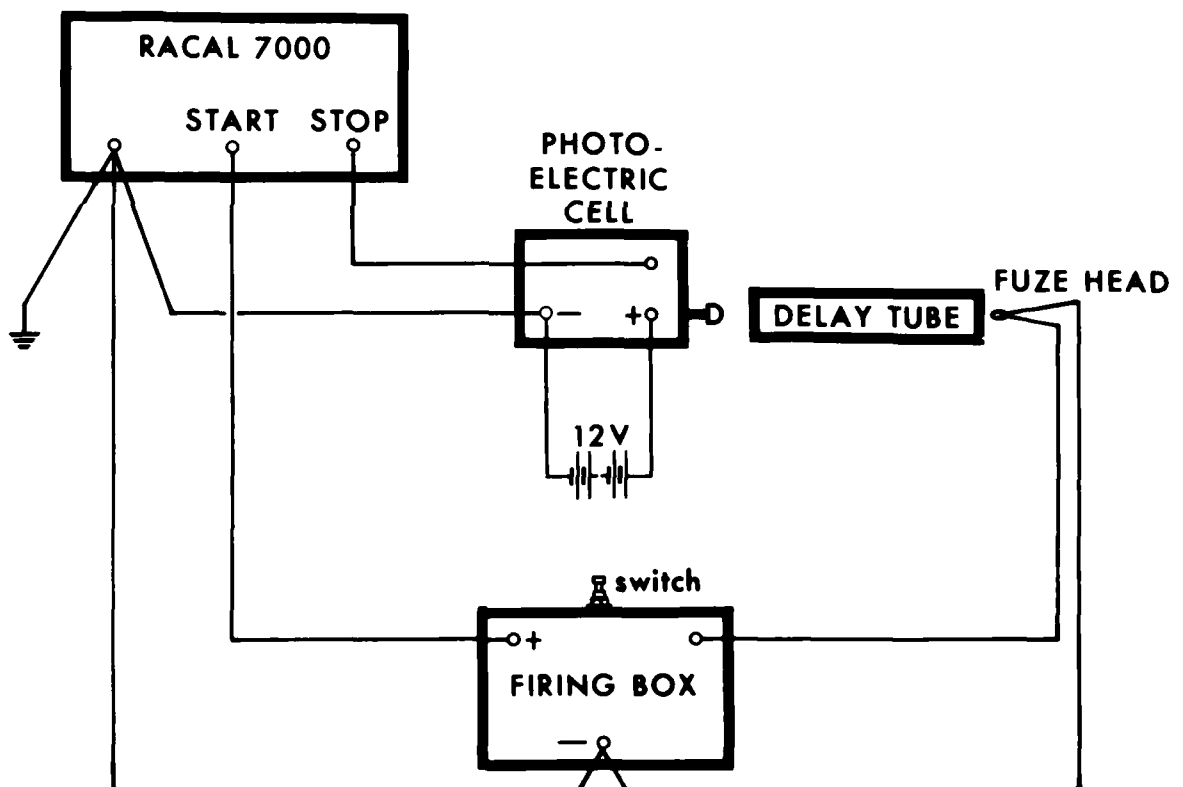 RACAL 7000
START STOP
PHOTO-
ELECTRIC
CELL
FUZE HEAD
DELAY TUBE
– +
12V
switch
+
FIRING BOX
–